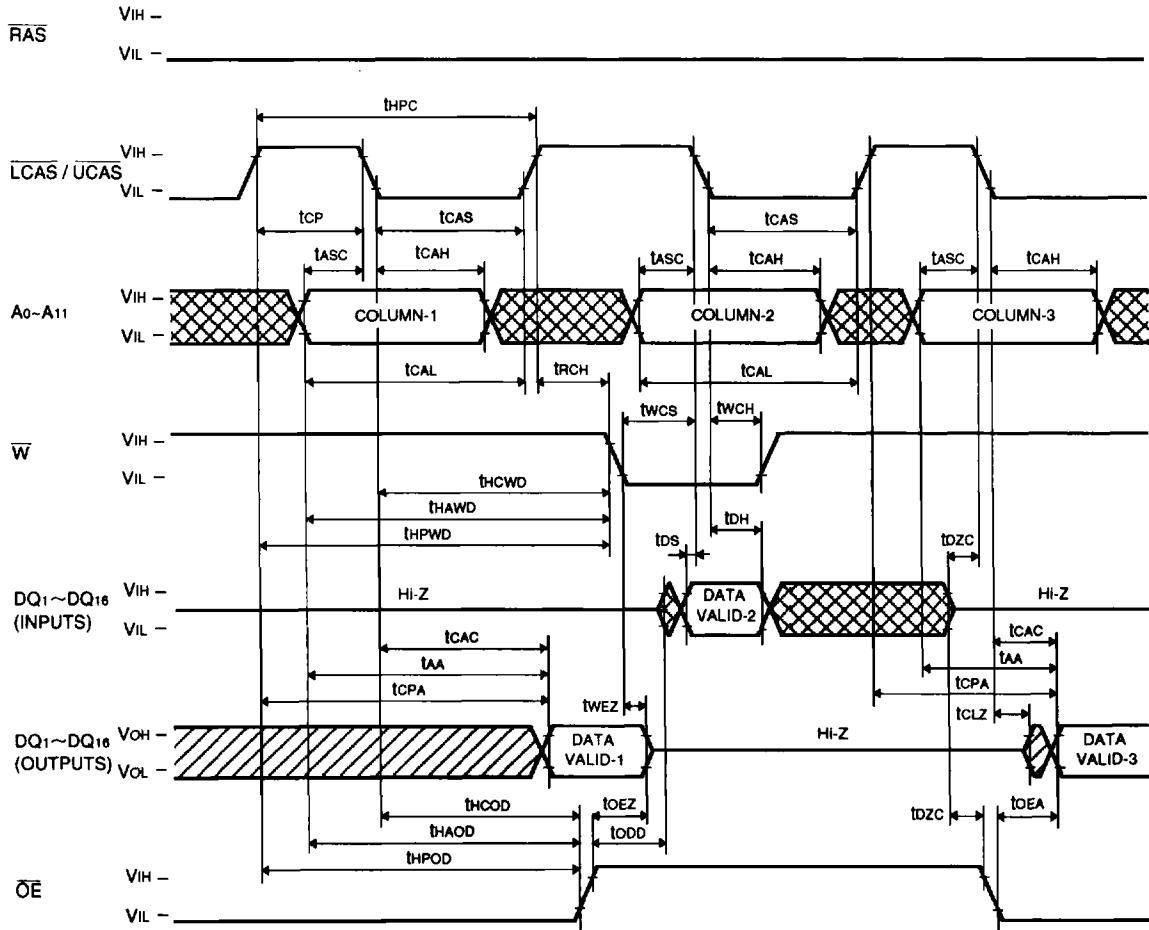 RAS
VIH
VIL
tHPC
LCAS / UCAS
VIH
VIL
tCP
tCAS
tCAS
tASC
tCAH
tASC
tCAH
tASC
tCAH
A0~A11
VIH
VIL
COLUMN-1
COLUMN-2
COLUMN-3
tCAL
tRCH
tCAL
tWCS
tWCH
W
VIH
VIL
tHCWD
tHAWD
tHPWD
tDH
tDS
tDZC
DQ1~DQ16
(INPUTS)
VIH
VIL
Hi-Z
DATA
VALID-2
Hi-Z
tCAC
tAA
tCPA
tWEZ
tCAC
tAA
tCPA
tCLZ
DQ1~DQ16
(OUTPUTS)
VOH
VOL
DATA
VALID-1
Hi-Z
DATA
VALID-3
tHCOD
tHAOD
tHPOD
tOEZ
tODD
tDZC
tOEA
OE
VIH
VIL